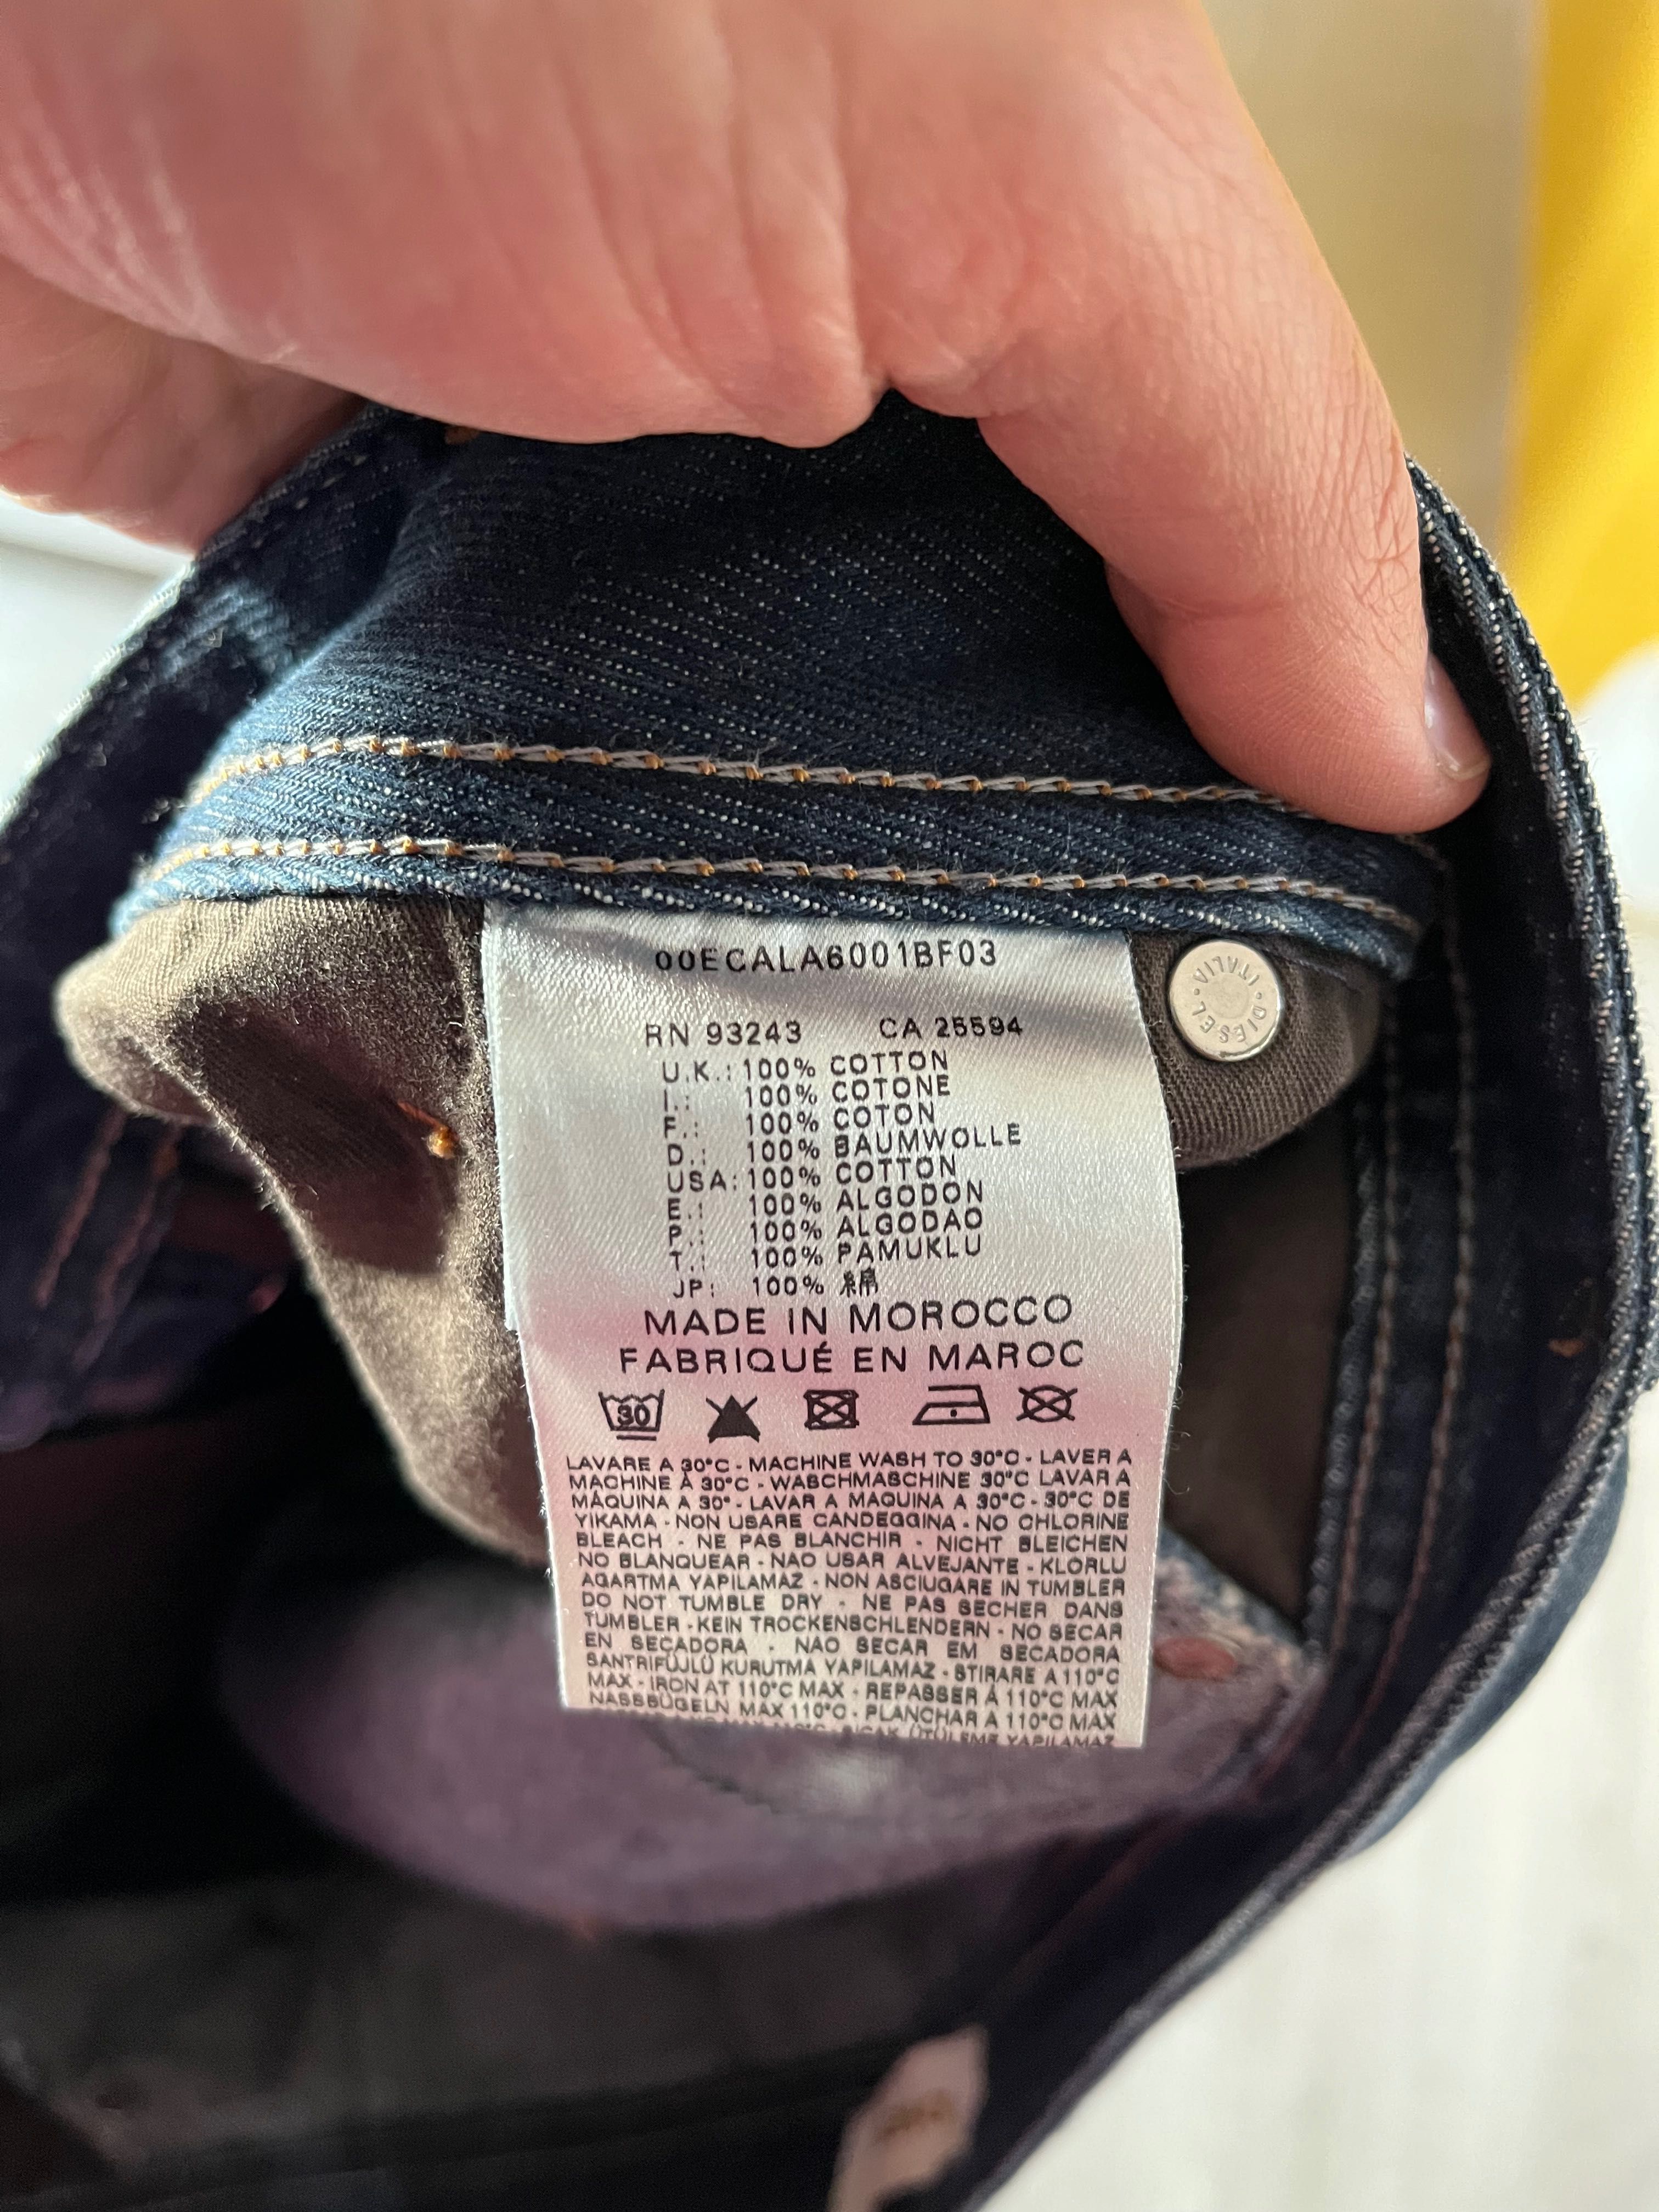 00ECALA6001BF03
RN 93243 CA 25594
U.K.: 100% COTTON
I.: 100% COTONE
F.: 100% COTON
D.: 100% BAUMWOLLE
USA: 100% COTTON
E.: 100% ALGODON
P.: 100% ALGODAO
T.: 100% PAMUKLU
JP: 100% 綿
MADE IN MOROCCO
FABRIQUÉ EN MAROC
30
LAVARE A 30°C - MACHINE WASH TO 30°C - LAVER A
MACHINE À 30°C - WASCHMASCHINE 30°C LAVAR A
MÁQUINA A 30° - LAVAR A MAQUINA A 30°C - 30°C DE
YIKAMA - NON USARE CANDEGGINA - NO CHLORINE
BLEACH - NE PAS BLANCHIR - NICHT BLEICHEN
NO BLANQUEAR - NAO USAR ALVEJANTE - KLORLU
AGARTMA YAPILAMAZ - NON ASCIUGARE IN TUMBLER
DO NOT TUMBLE DRY - NE PAS SECHER DANS
TUMBLER - KEIN TROCKENSCHLENDERN - NO SECAR
EN SECADORA - NAO SECAR EM SECADORA
SANTRIFÜJLÜ KURUTMA YAPILAMAZ - STIRARE A 110°C
MAX - IRON AT 110°C MAX - REPASSER À 110°C MAX
NASSBÜGELN MAX 110°C - PLANCHAR A 110°C MAX
MAX 110°C - SICAK ÜTÜLEME YAPILAMAZ
DIESEL · ITALIA